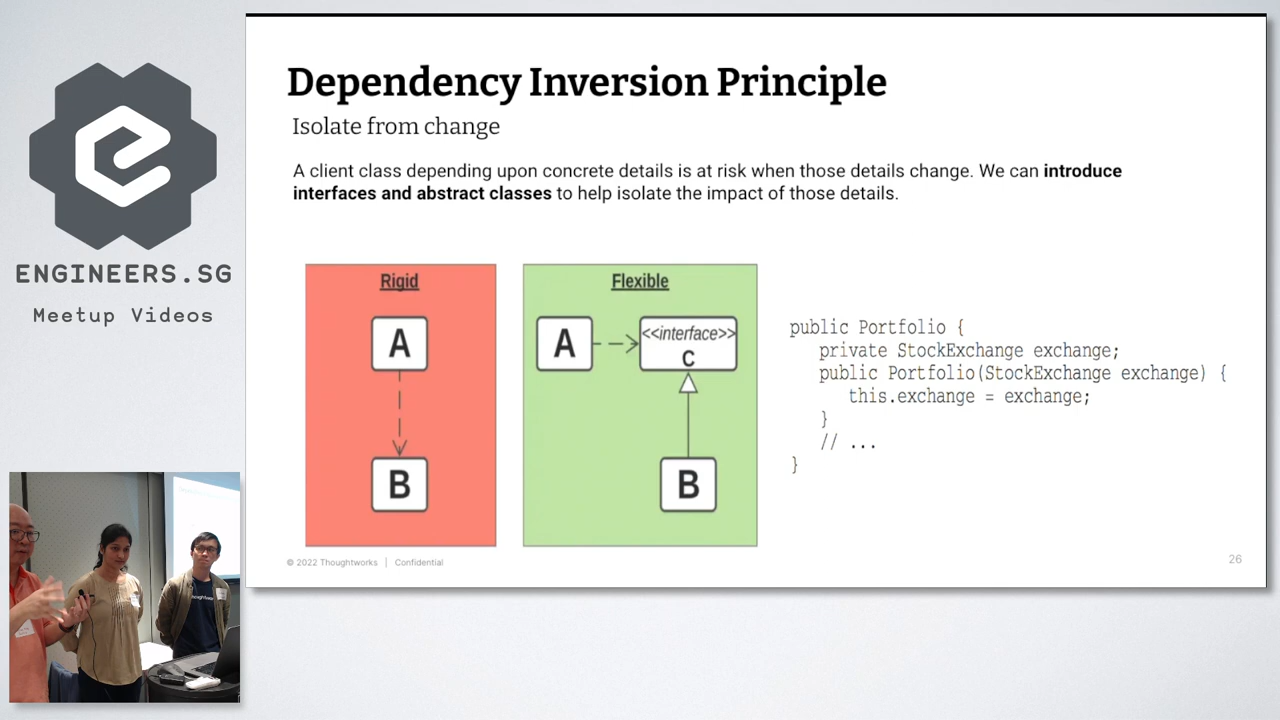 ENGINEERS.SG
Meetup Videos
Dependency Inversion Principle
Isolate from change
A client class depending upon concrete details is at risk when those details change. We can introduce
interfaces and abstract classes to help isolate the impact of those details.
Rigid
A
B
Flexible
A
<<interface>>
C
B
public Portfolio {
private StockExchange exchange;
public Portfolio(StockExchange exchange) {
this.exchange = exchange;
}
// ...
}
© 2022 Thoughtworks | Confidential
26